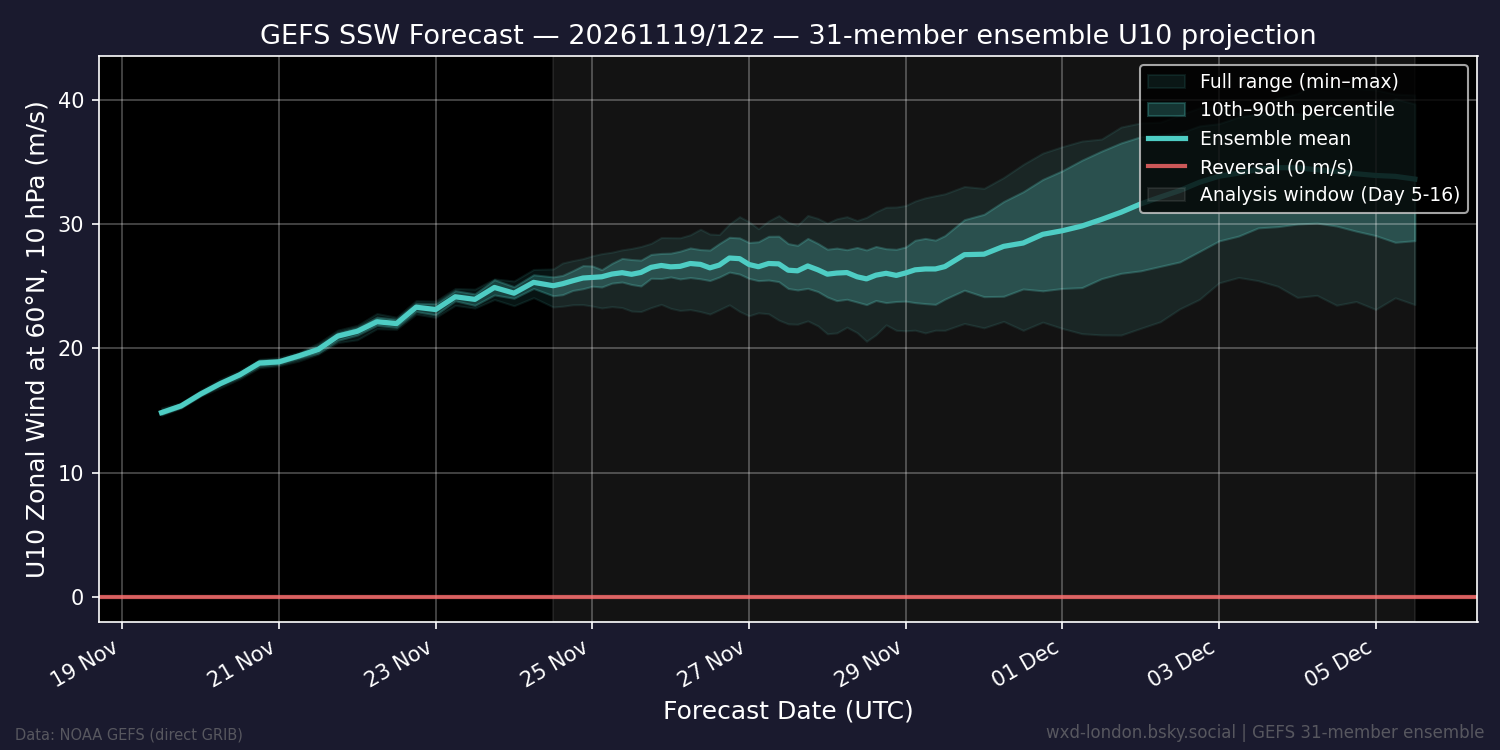 GEFS SSW Forecast — 20261119/12z — 31-member ensemble U10 projection
U10 Zonal Wind at 60°N, 10 hPa (m/s)
40
30
20
10
0
Full range (min–max)
10th–90th percentile
Ensemble mean
Reversal (0 m/s)
Analysis window (Day 5-16)
19 Nov
21 Nov
23 Nov
25 Nov
27 Nov
29 Nov
01 Dec
03 Dec
05 Dec
Forecast Date (UTC)
Data: NOAA GEFS (direct GRIB)
wxd-london.bsky.social | GEFS 31-member ensemble